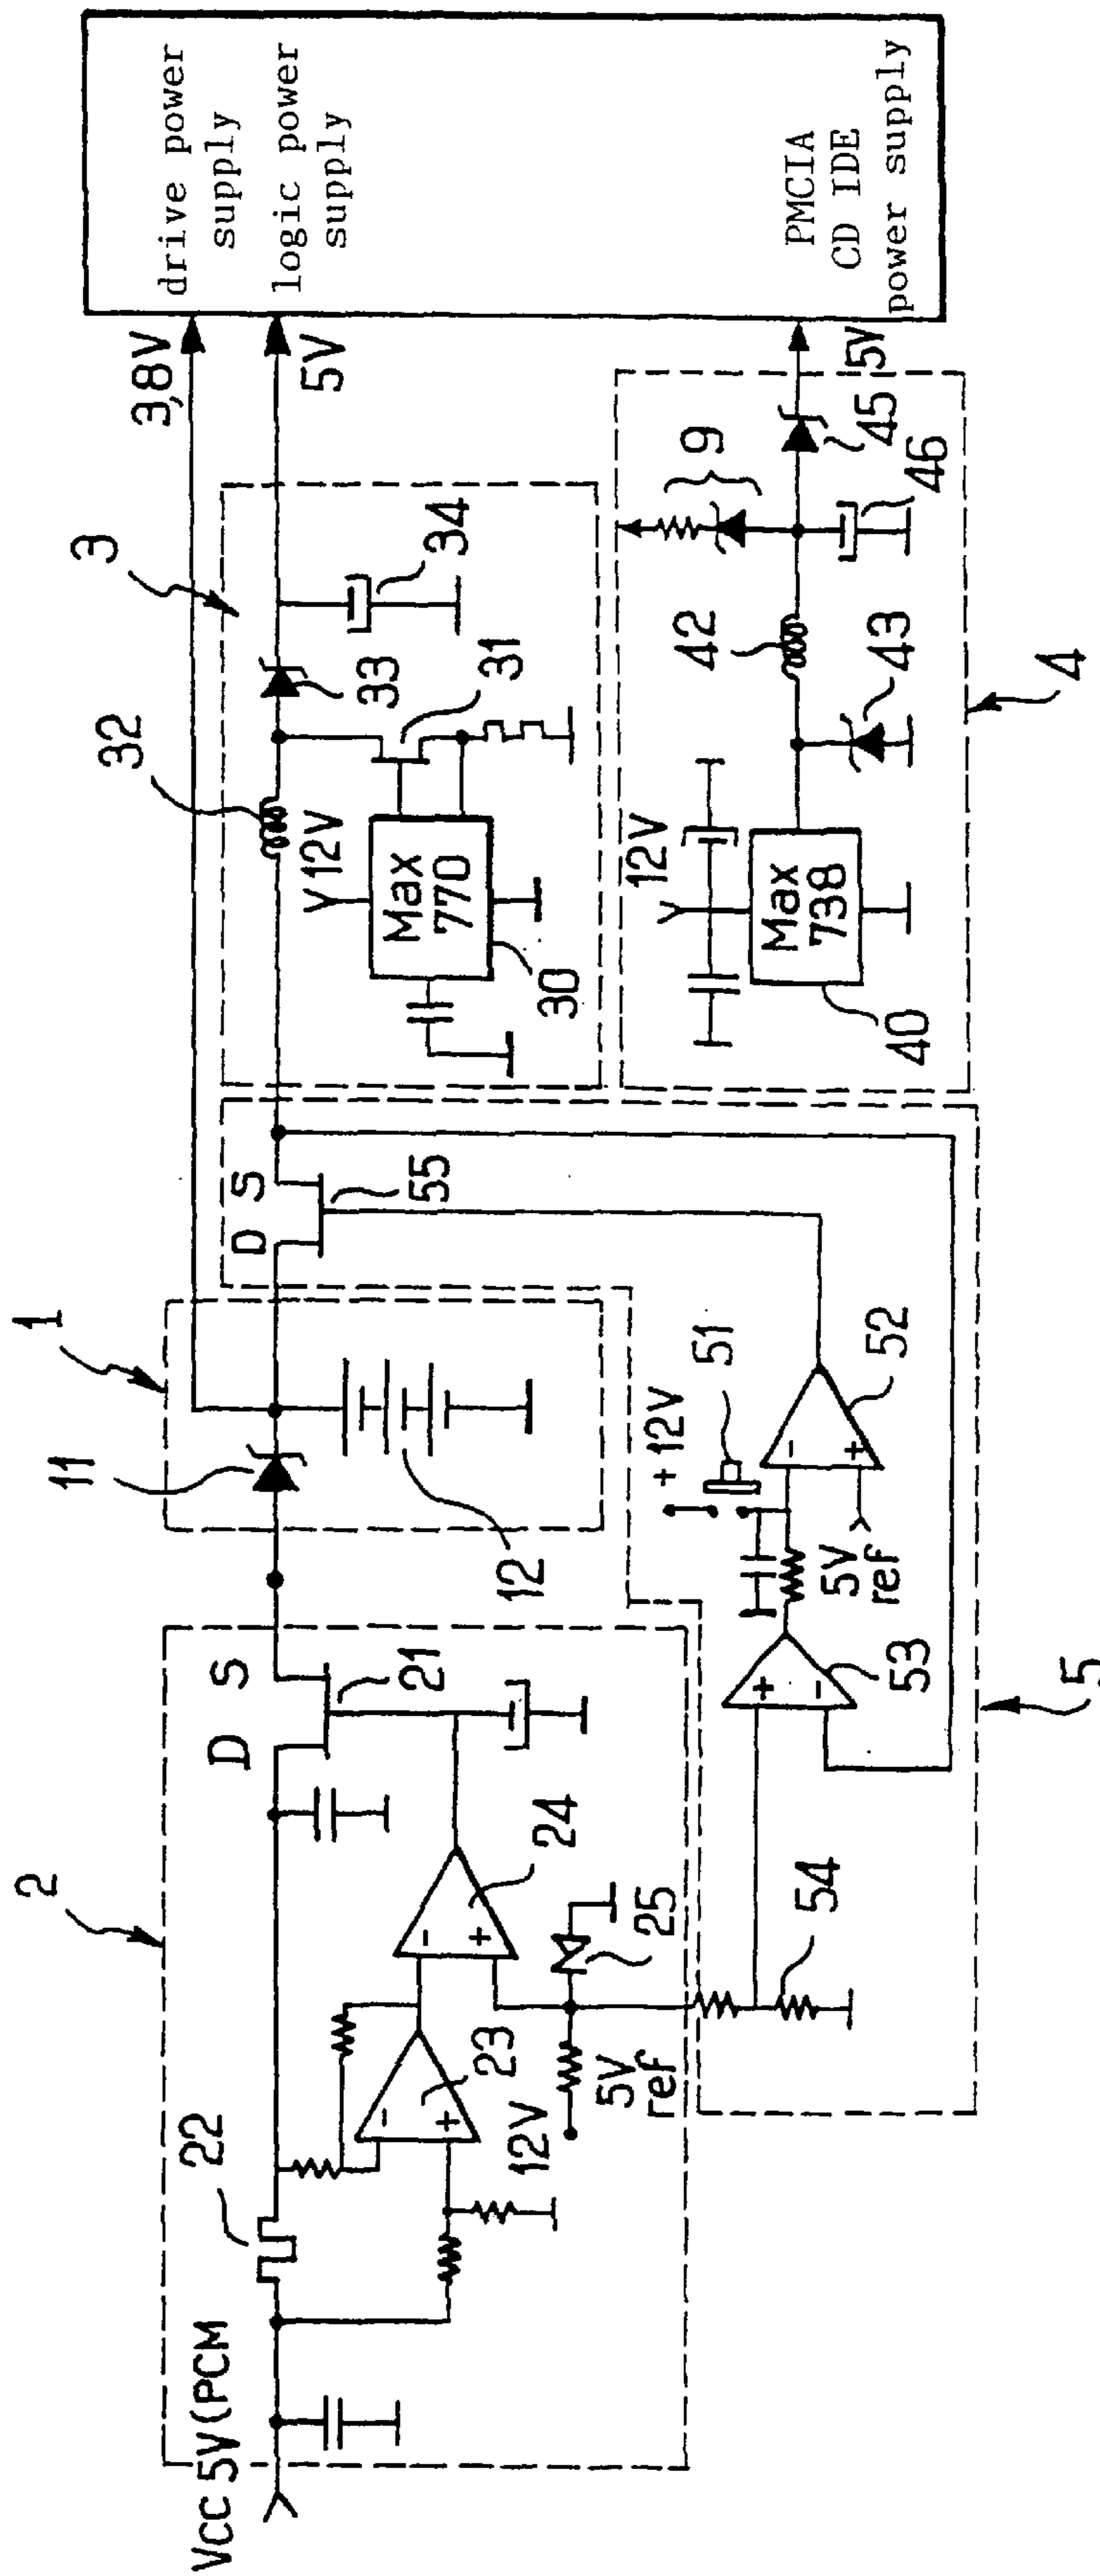 2
1
3
Vcc 5V (PCM
22
D S
21
11
12
D S
55
32
33
34
31
12V
Max
770
30
3,8V
5V
drive power
supply
logic power
supply
-
+
23
-
+
24
25
12V
5V
ref
54
+
-
53
5V
ref
+12V
51
-
+
52
5
12V
Max
738
40
42
43
9
45
46
4
5V
PMCIA
CD IDE
power supply